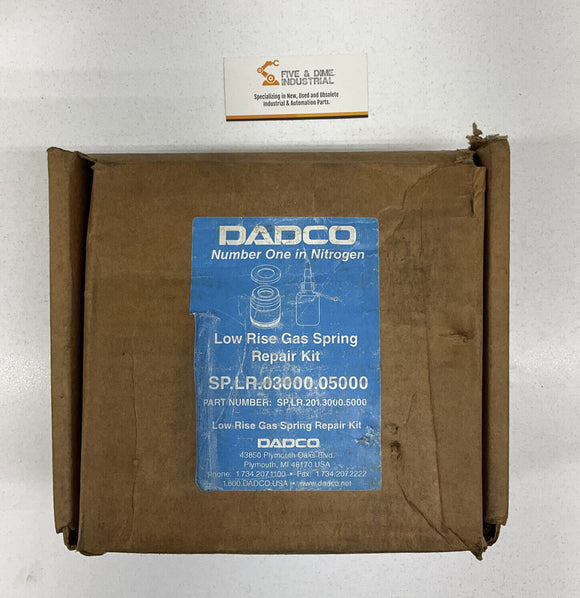 FIVE & DIME
INDUSTRIAL
Specializing in New, Used and Obsolete
Industrial & Automation Parts.
DADCO
Number One in Nitrogen
Low Rise Gas Spring
Repair Kit
SP.LR.03000.05000
PART NUMBER: SP.LR.201.3000.5000
Low Rise Gas Spring Repair Kit
DADCO
43850 Plymouth Oaks Blvd.
Plymouth, MI 48170 USA
phone: 1.734.207.1100 • Fax: 1.734.207.2222
1.800.DADCO.USA • www.dadco.net